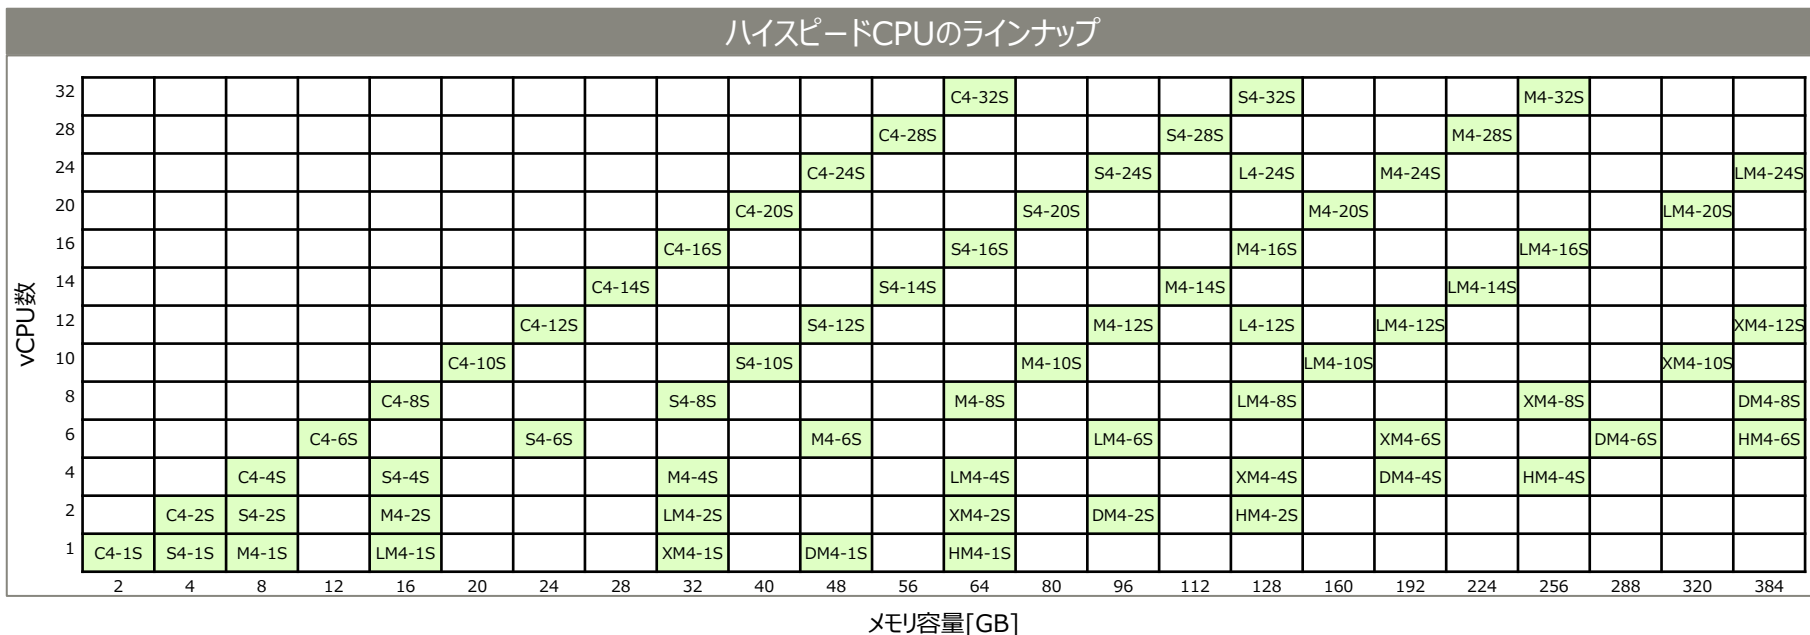 ハイスピードCPUのラインナップ
32 C4-32S S4-32S M4-32S
28 C4-28S S4-28S M4-28S
24 C4-24S S4-24S L4-24S M4-24S LM4-24S
20 C4-20S S4-20S M4-20S LM4-20S
16 C4-16S S4-16S M4-16S LM4-16S
14 C4-14S S4-14S M4-14S LM4-14S
12 C4-12S S4-12S M4-12S L4-12S LM4-12S XM4-12S
10 C4-10S S4-10S M4-10S LM4-10S XM4-10S
8 C4-8S S4-8S M4-8S LM4-8S XM4-8S DM4-8S
6 C4-6S S4-6S M4-6S LM4-6S XM4-6S DM4-6S HM4-6S
4 C4-4S S4-4S M4-4S LM4-4S XM4-4S DM4-4S HM4-4S
2 C4-2S S4-2S M4-2S LM4-2S XM4-2S DM4-2S HM4-2S
1 C4-1S S4-1S M4-1S LM4-1S XM4-1S DM4-1S HM4-1S
vCPU数
2 4 8 12 16 20 24 28 32 40 48 56 64 80 96 112 128 160 192 224 256 288 320 384
メモリ容量[GB]